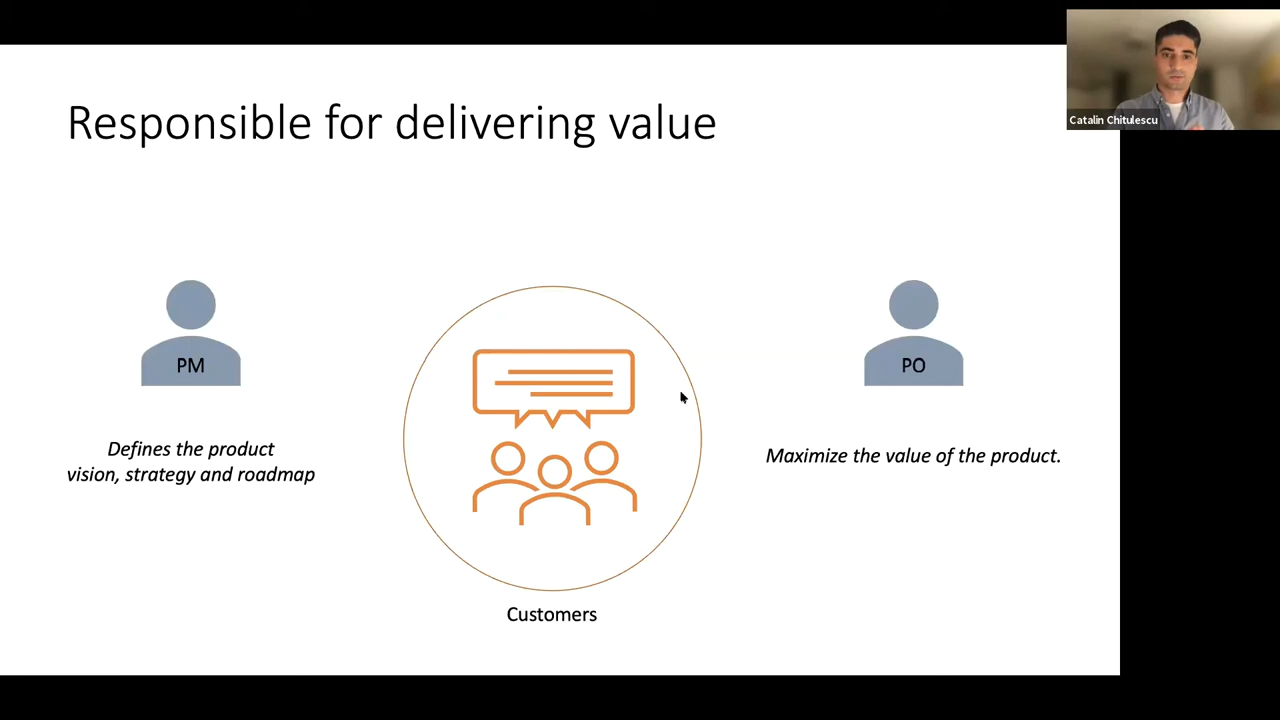 Catalin Chitulescu
Responsible for delivering value
PM
PO
Defines the product
vision, strategy and roadmap
Maximize the value of the product.
Customers